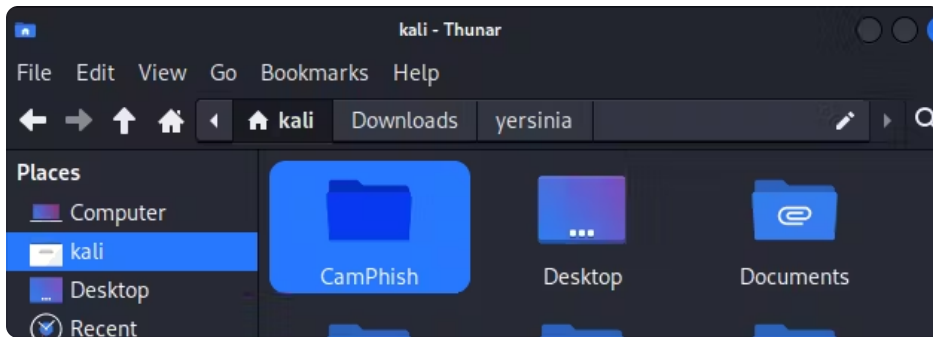 kali - Thunar
File Edit View Go Bookmarks Help
kali Downloads yersinia
Places
Computer
kali
Desktop
Recent
CamPhish Desktop Documents